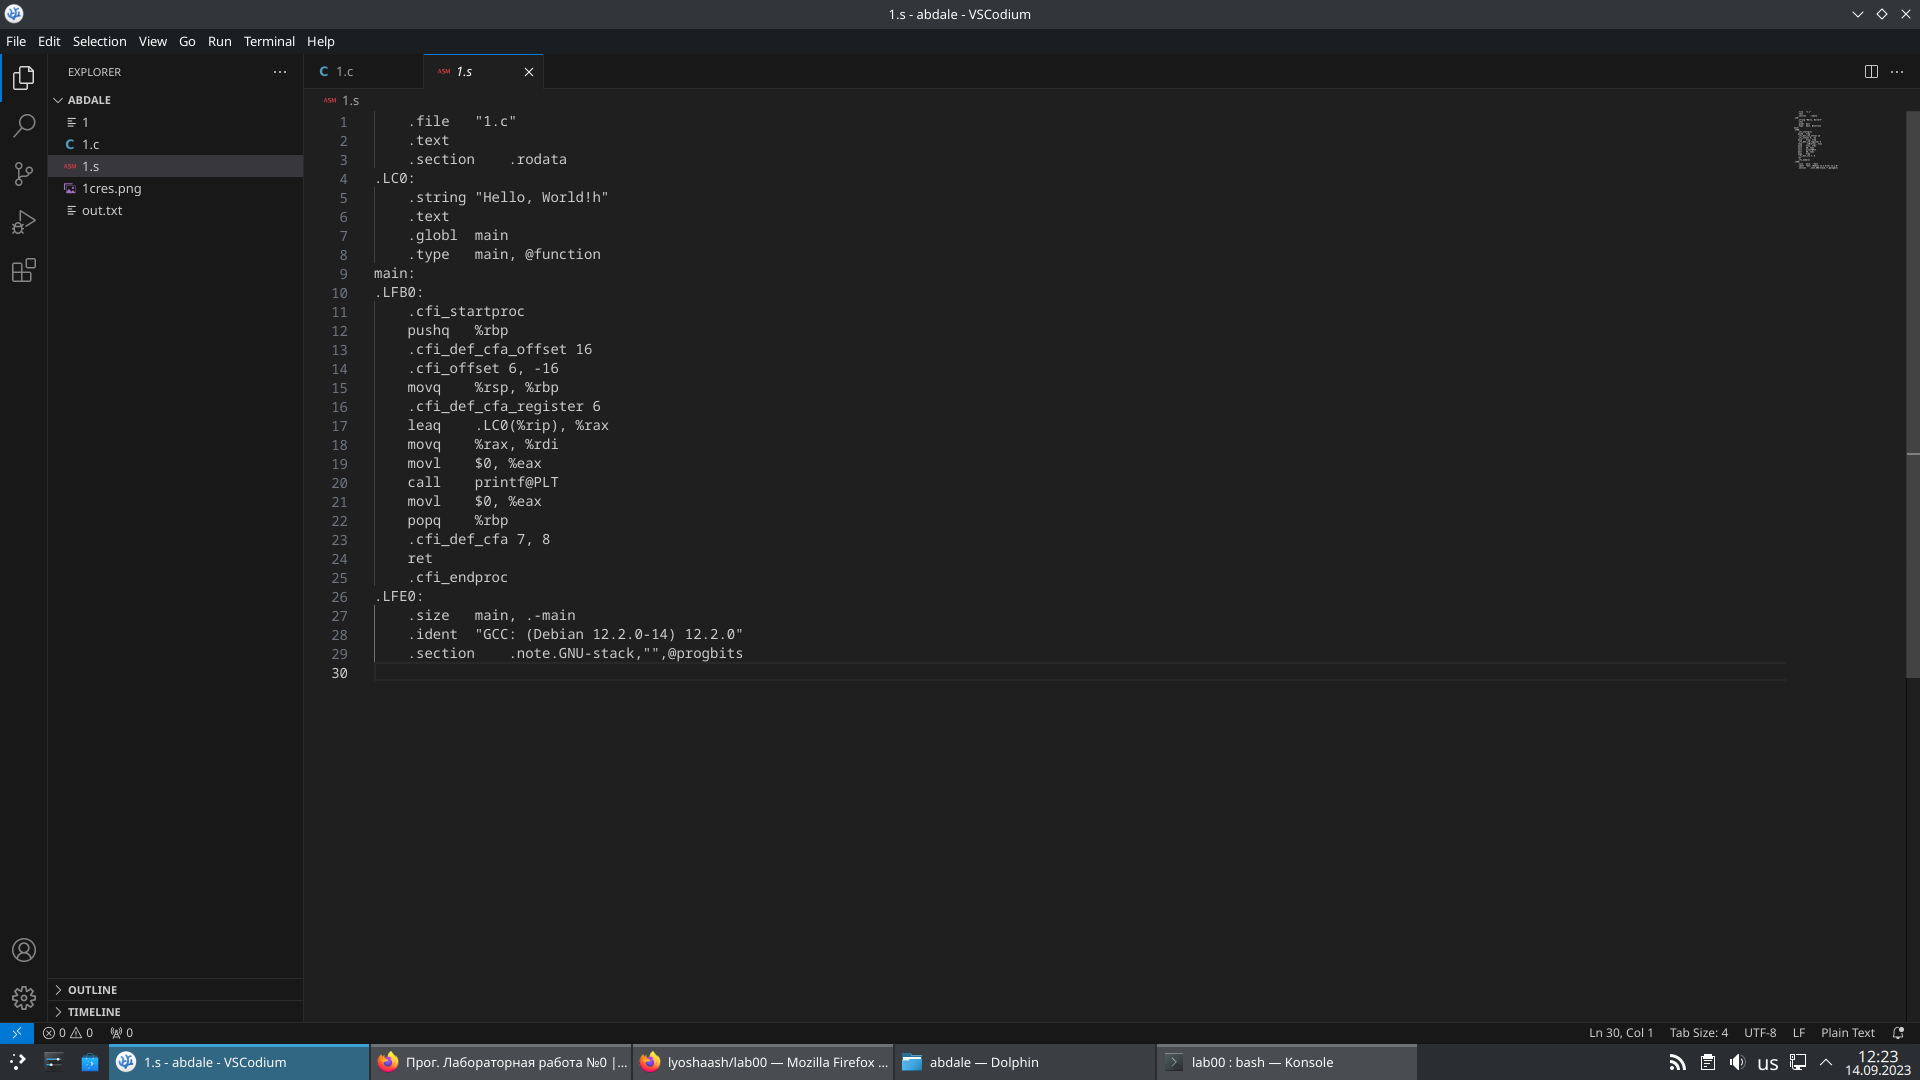 1.s - abdale - VSCodium
File Edit Selection View Go Run Terminal Help
EXPLORER
ABDALE
1
1.c
1.s
1cres.png
out.txt
OUTLINE
TIMELINE
1.c
1.s
1.s
1 .file "1.c"
2 .text
3 .section .rodata
4 .LC0:
5 .string "Hello, World!h"
6 .text
7 .globl main
8 .type main, @function
9 main:
10 .LFB0:
11 .cfi_startproc
12 pushq %rbp
13 .cfi_def_cfa_offset 16
14 .cfi_offset 6, -16
15 movq %rsp, %rbp
16 .cfi_def_cfa_register 6
17 leaq .LC0(%rip), %rax
18 movq %rax, %rdi
19 movl $0, %eax
20 call printf@PLT
21 movl $0, %eax
22 popq %rbp
23 .cfi_def_cfa 7, 8
24 ret
25 .cfi_endproc
26 .LFE0:
27 .size main, .-main
28 .ident "GCC: (Debian 12.2.0-14) 12.2.0"
29 .section .note.GNU-stack,"",@progbits
30
0 0 0 Ln 30, Col 1 Tab Size: 4 UTF-8 LF Plain Text
1.s - abdale - VSCodium Прог. Лабораторная работа №0 |... lyoshaash/lab00 — Mozilla Firefox ... abdale — Dolphin lab00 : bash — Konsole us 12:23
14.09.2023